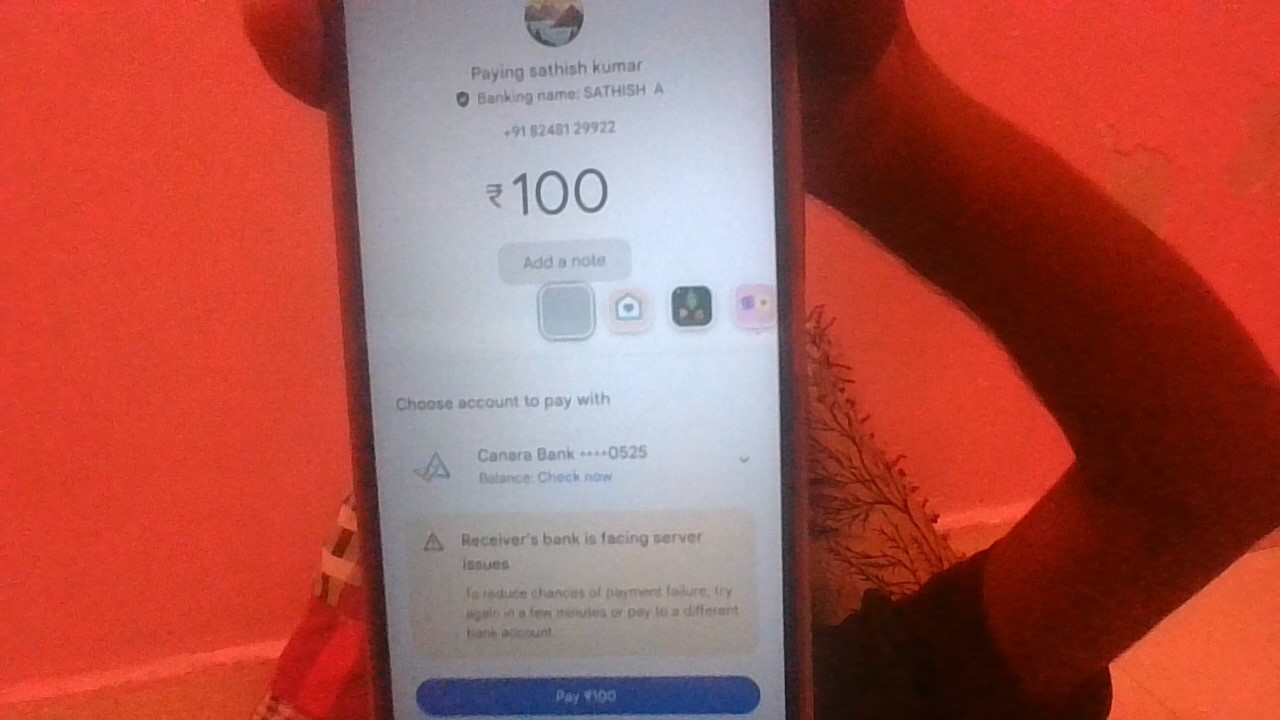 Paying sathish kumar
Banking name: SATHISH A
+91 82481 29922
₹100
Add a note
Choose account to pay with
Canara Bank ····0525
Balance: Check now
Receiver's bank is facing server
issues
To reduce chances of payment failure, try
again in a few minutes or pay to a different
bank account
Pay ₹100